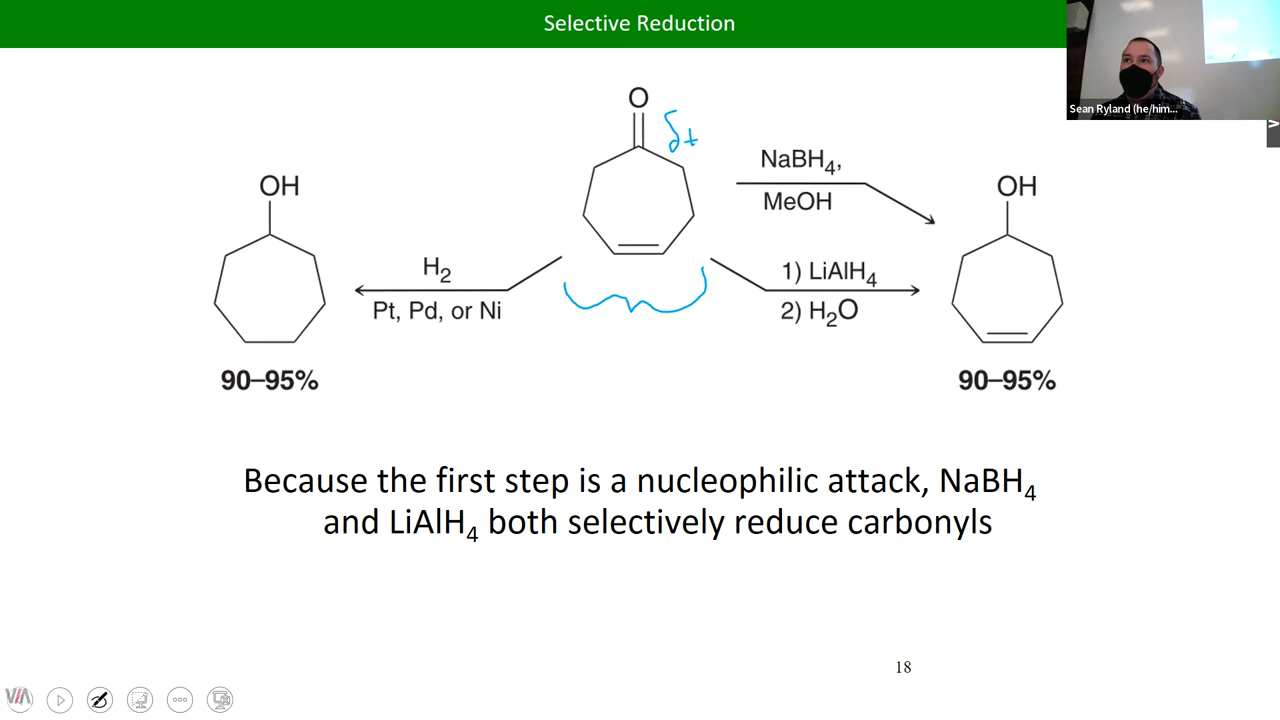 Selective Reduction
Sean Ryland (he/him...
V
O
δ+
NaBH₄,
MeOH
OH
OH
H₂
Pt, Pd, or Ni
1) LiAlH₄
2) H₂O
90–95%
90–95%
Because the first step is a nucleophilic attack, NaBH₄
and LiAlH₄ both selectively reduce carbonyls
18